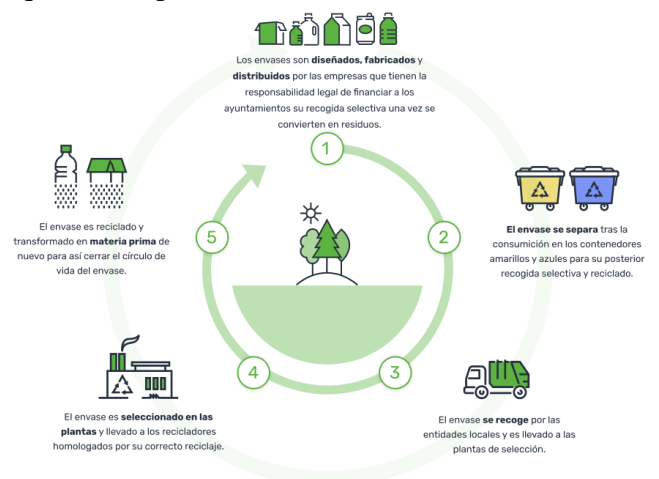 Los envases son diseñados, fabricados y
distribuidos por las empresas que tienen la
responsabilidad legal de financiar a los
ayuntamientos su recogida selectiva una vez se
convierten en residuos.
1
2
El envase se separa tras la
consumición en los contenedores
amarillos y azules para su posterior
recogida selectiva y reciclado.
3
El envase se recoge por las
entidades locales y es llevado a las
plantas de selección.
4
El envase es seleccionado en las
plantas y llevado a los recicladores
homologados por su correcto reciclaje.
5
El envase es reciclado y
transformado en materia prima de
nuevo para así cerrar el círculo de
vida del envase.